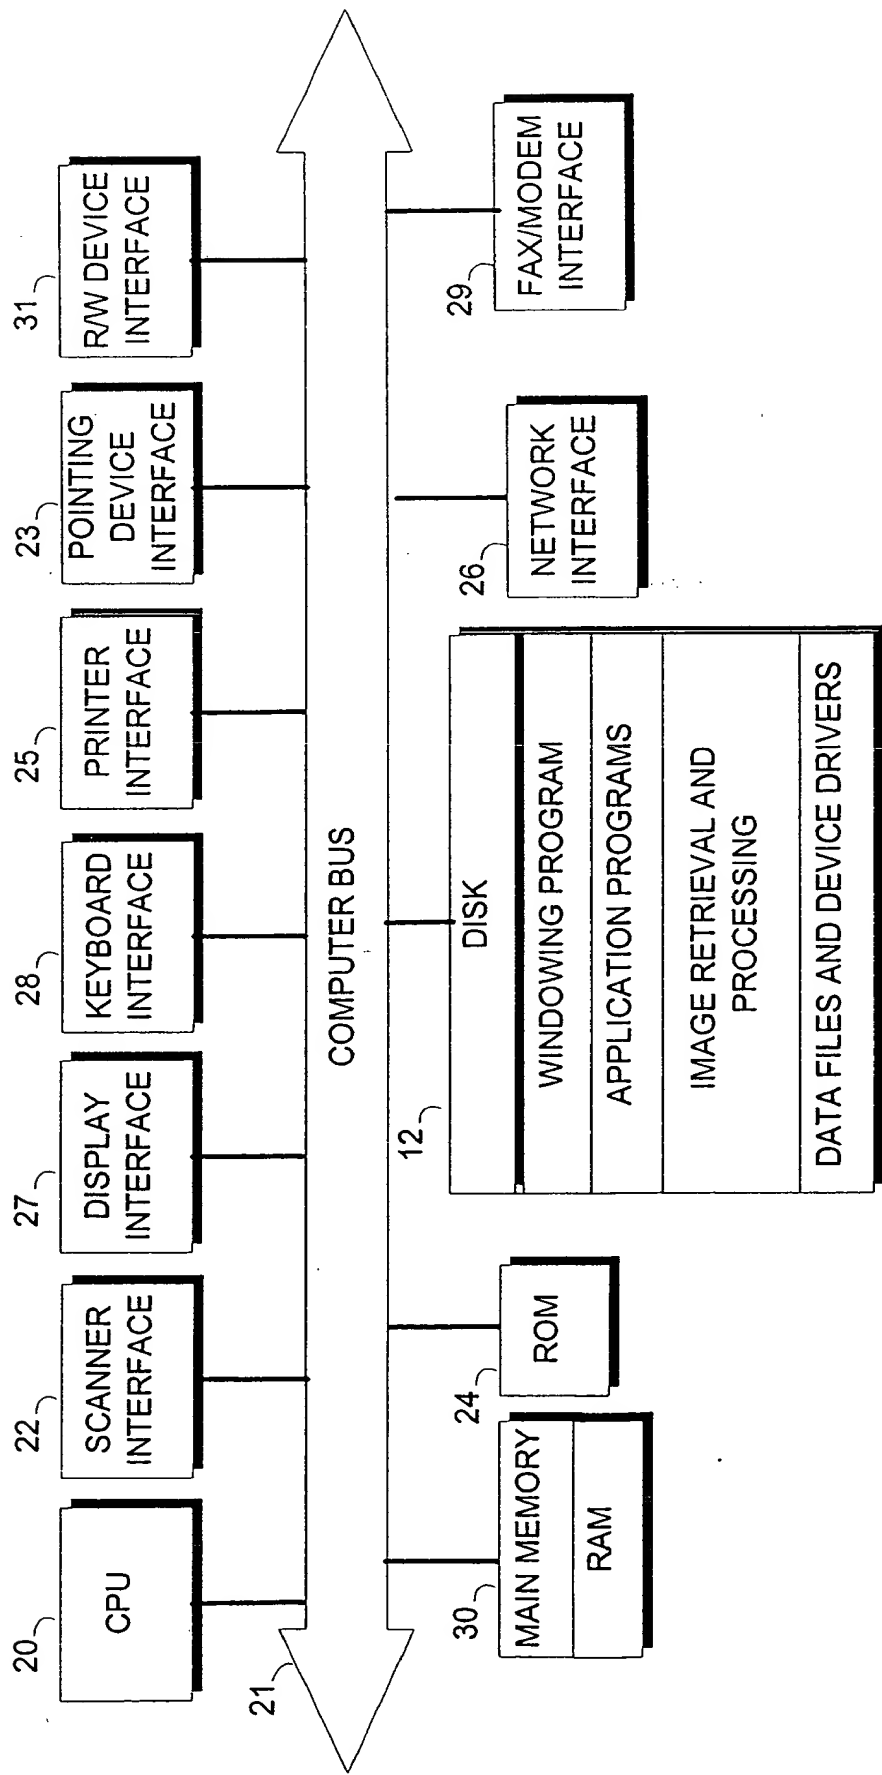 20
CPU
22
SCANNER
INTERFACE
27
DISPLAY
INTERFACE
28
KEYBOARD
INTERFACE
25
PRINTER
INTERFACE
23
POINTING
DEVICE
INTERFACE
31
R/W DEVICE
INTERFACE
21
COMPUTER BUS
30
MAIN MEMORY
RAM
24
ROM
12
DISK
WINDOWING PROGRAM
APPLICATION PROGRAMS
IMAGE RETRIEVAL AND
PROCESSING
DATA FILES AND DEVICE DRIVERS
26
NETWORK
INTERFACE
29
FAX/MODEM
INTERFACE